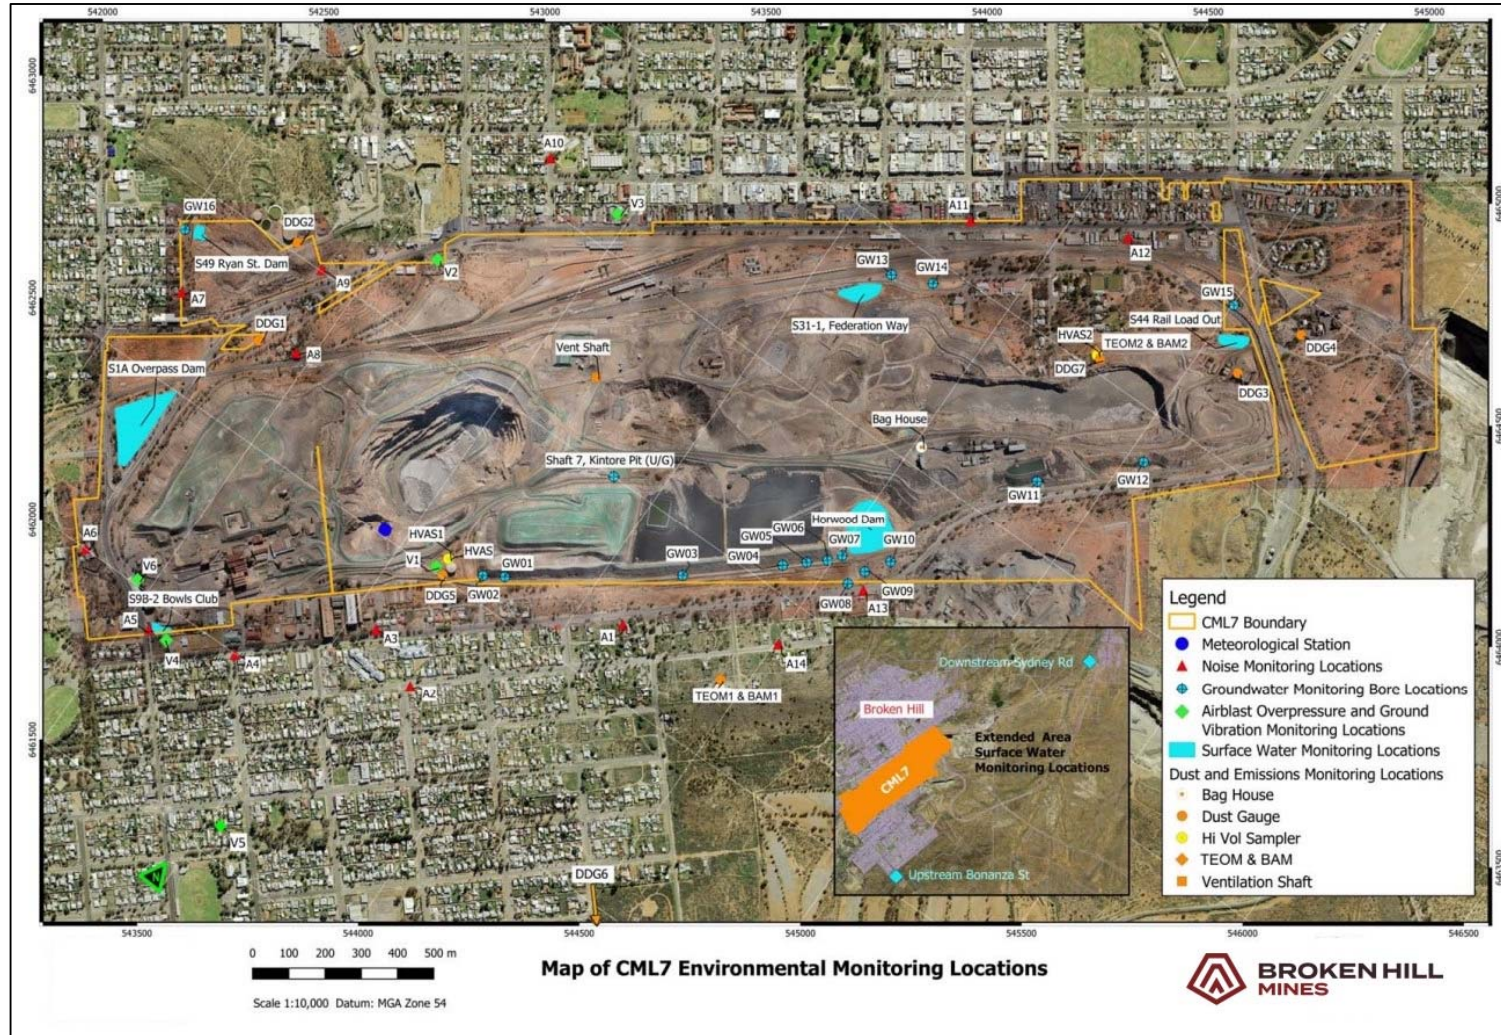 542000
542500
543000
543500
544000
544500
545000
6463000
6462500
6462000
6461500
6465000
6464500
6464000
6463500
A10
V3
A11
A12
GW16
DDG2
S49 Ryan St. Dam
A9
V2
A7
GW13
GW14
GW15
S31-1, Federation Way
S44 Rail Load Out
DDG1
A8
Vent Shaft
HVAS2
TEOM2 & BAM2
DDG7
DDG4
DDG3
S1A Overpass Dam
Bag House
Shaft 7, Kintore Pit (U/G)
GW12
GW11
A6
HVAS1
HVAS
V1
GW01
GW02
DDG5
GW03
GW04
GW05
GW06
Horwood Dam
GW07
GW10
GW09
GW08
A13
V6
S9B-2 Bowls Club
A5
V4
A4
A3
A2
A1
A14
TEOM1 & BAM1
V5
N
DDG6
Downstream Sydney Rd
Broken Hill
Extended Area
Surface Water
Monitoring Locations
CML7
Upstream Bonanza St
Legend
CML7 Boundary
Meteorological Station
Noise Monitoring Locations
Groundwater Monitoring Bore Locations
Airblast Overpressure and Ground
Vibration Monitoring Locations
Surface Water Monitoring Locations
Dust and Emissions Monitoring Locations
Bag House
Dust Gauge
Hi Vol Sampler
TEOM & BAM
Ventilation Shaft
543500
544000
544500
545000
545500
546000
546500
0 100 200 300 400 500 m
Scale 1:10,000 Datum: MGA Zone 54
Map of CML7 Environmental Monitoring Locations
BROKEN HILL
MINES